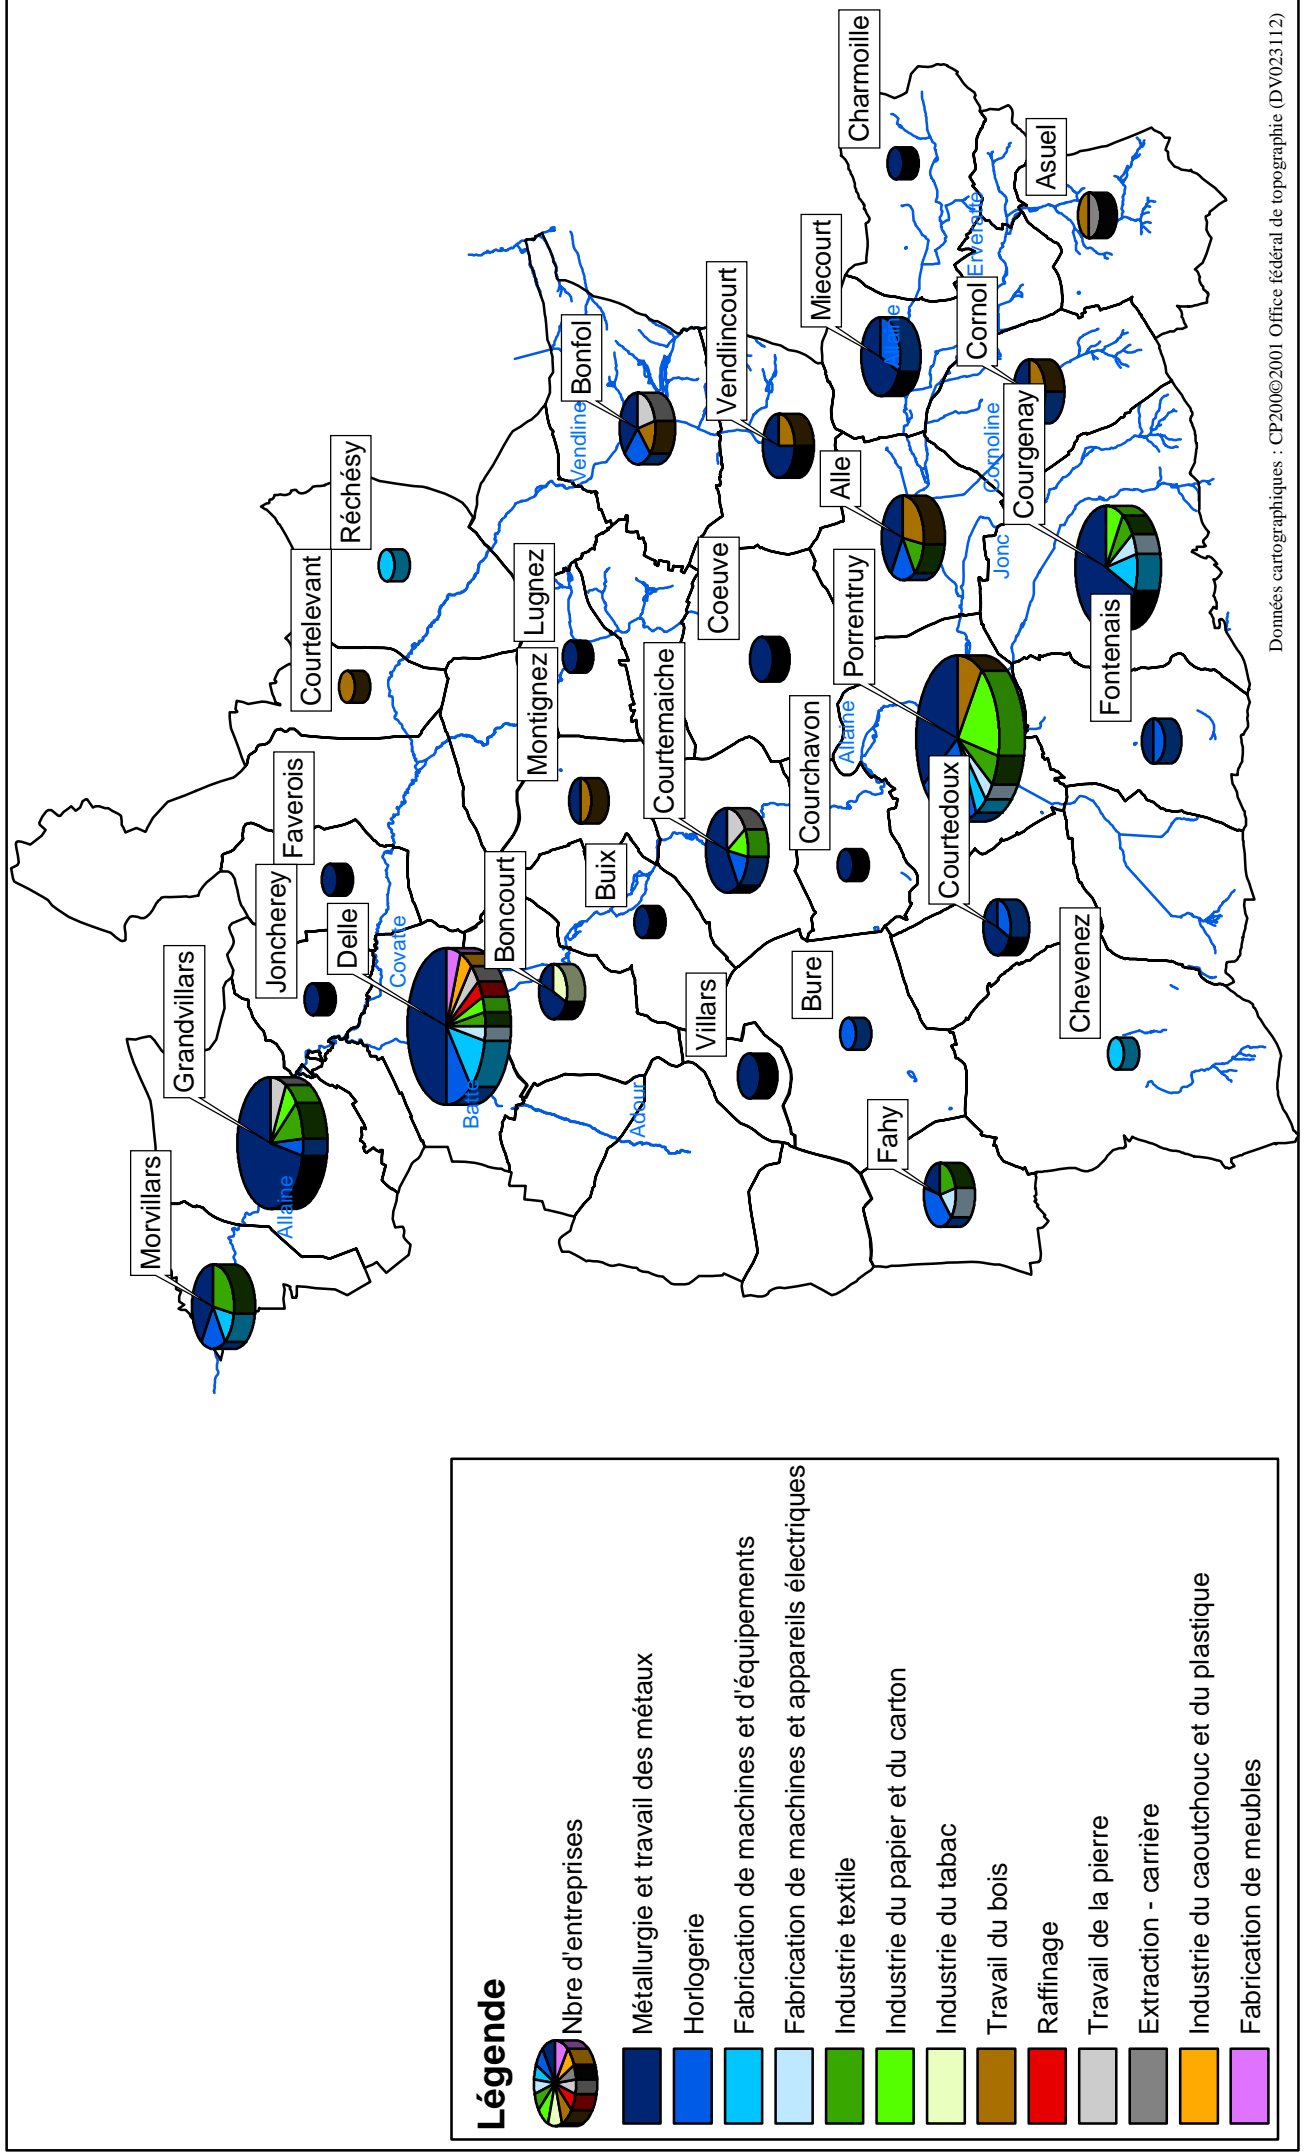 Morvillars
Grandvillars
Joncherey
Faverois
Delle
Courtelevant
Réchésy
Boncourt
Buix
Montignez
Lugnez
Bonfol
Villars
Courtemaiche
Coeuve
Vendlincourt
Bure
Courchavon
Porrentruy
Alle
Miecourt
Charmoille
Fahy
Courtedoux
Cornol
Courgenay
Asuel
Chevenez
Fontenais
Allaine
Covatte
Batte
Adour
Vendline
Allaine
Allaine
Jonc
Cornoline
Erveratte
Légende
Nbre d'entreprises
Métallurgie et travail des métaux
Horlogerie
Fabrication de machines et d'équipements
Fabrication de machines et appareils électriques
Industrie textile
Industrie du papier et du carton
Industrie du tabac
Travail du bois
Raffinage
Travail de la pierre
Extraction - carrière
Industrie du caoutchouc et du plastique
Fabrication de meubles
Données cartographiques : CP200©2001 Office fédéral de topographie (DV023112)